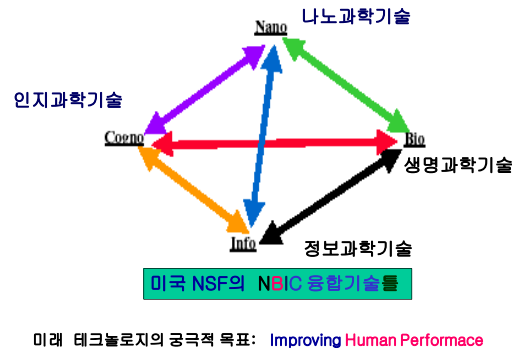 나노과학기술
Nano
인지과학기술
Cogno
Bio
생명과학기술
Info
정보과학기술
미국 NSF의 NBIC 융합기술틀
미래 테크놀로지의 궁극적 목표: Improving Human Performace